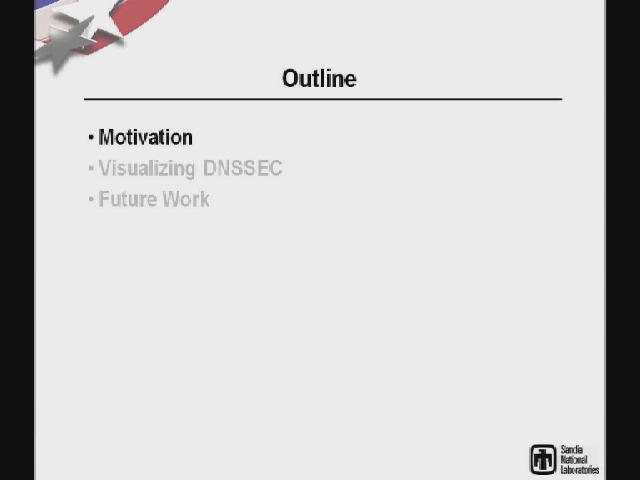 Outline
• Motivation
• Visualizing DNSSEC
• Future Work
Sandia
National
Laboratories